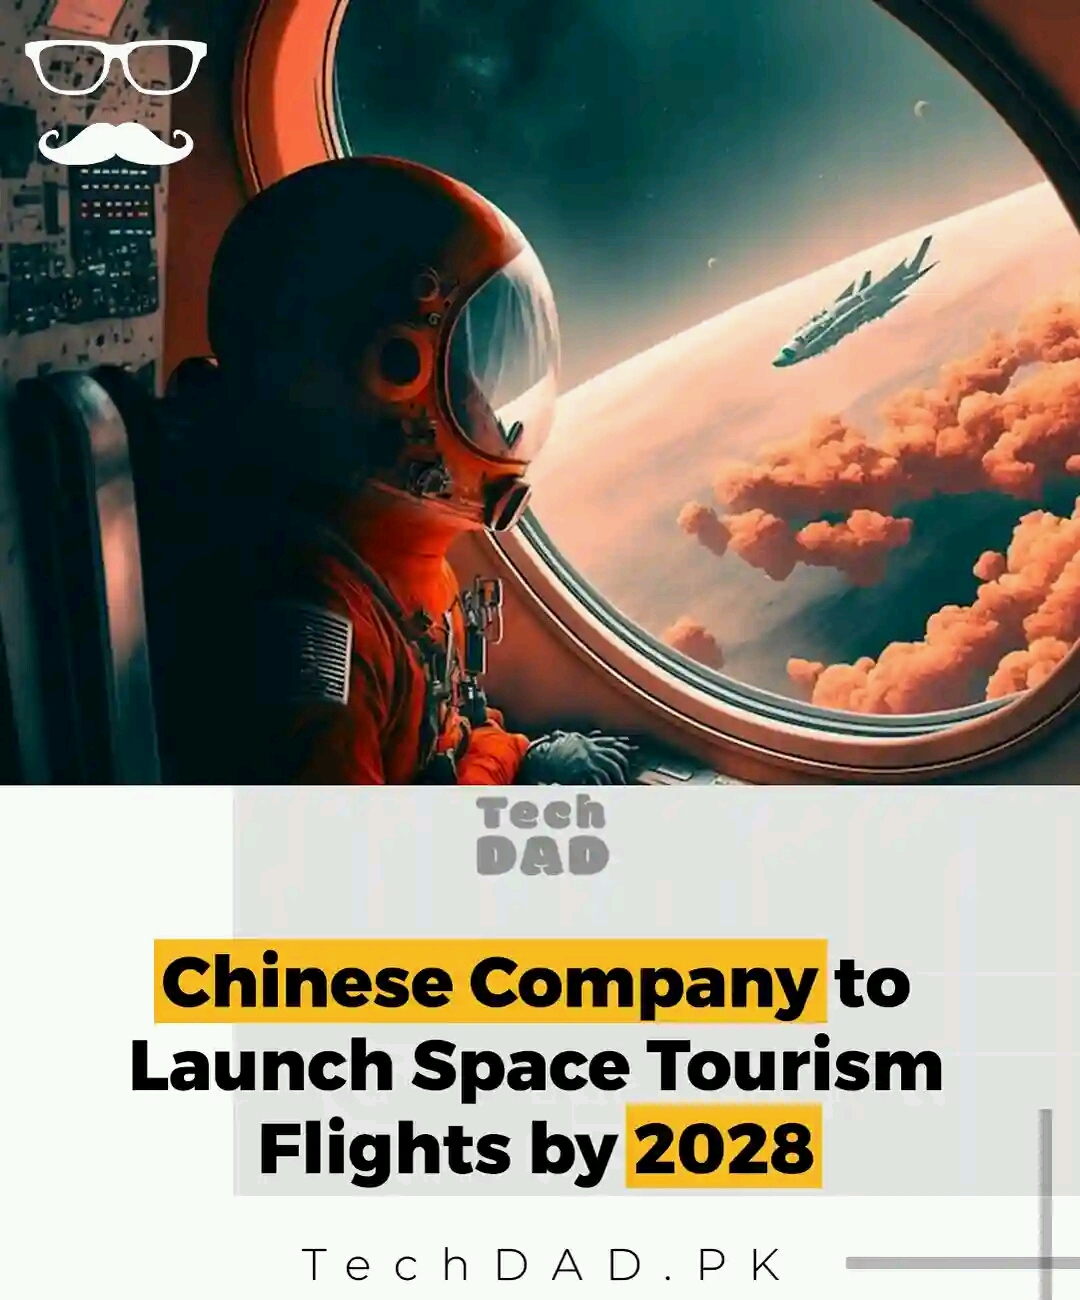 Tech
DAD
Chinese Company to
Launch Space Tourism
Flights by 2028
TechDAD.PK